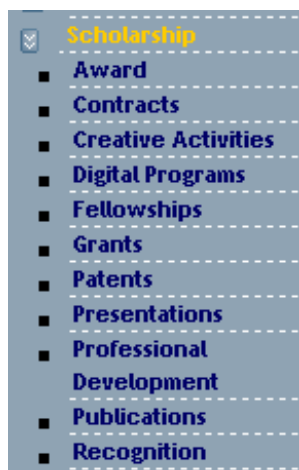 Scholarship
Award
Contracts
Creative Activities
Digital Programs
Fellowships
Grants
Patents
Presentations
Professional
Development
Publications
Recognition